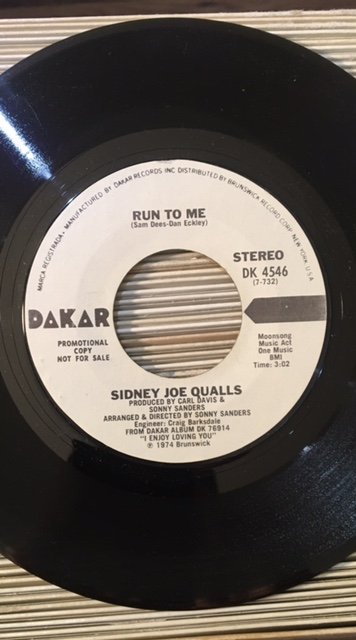 MARCA REGISTRADA. MANUFACTURED BY DAKAR RECORDS INC DISTRIBUTED BY BRUNSWICK RECORD CORP. NEW YORK, U.S.A.
RUN TO ME
(Sam Dees-Dan Eckley)
STEREO
DK 4546
(7-732)
DAKAR
PROMOTIONAL
COPY
NOT FOR SALE
Moonsong
Music Act
One Music
BMI
Time: 3:02
SIDNEY JOE QUALLS
PRODUCED BY CARL DAVIS &
SONNY SANDERS
ARRANGED & DIRECTED BY SONNY SANDERS
Engineer: Craig Barksdale
FROM DAKAR ALBUM DK 76914
"I ENJOY LOVING YOU"
℗ 1974 Brunswick